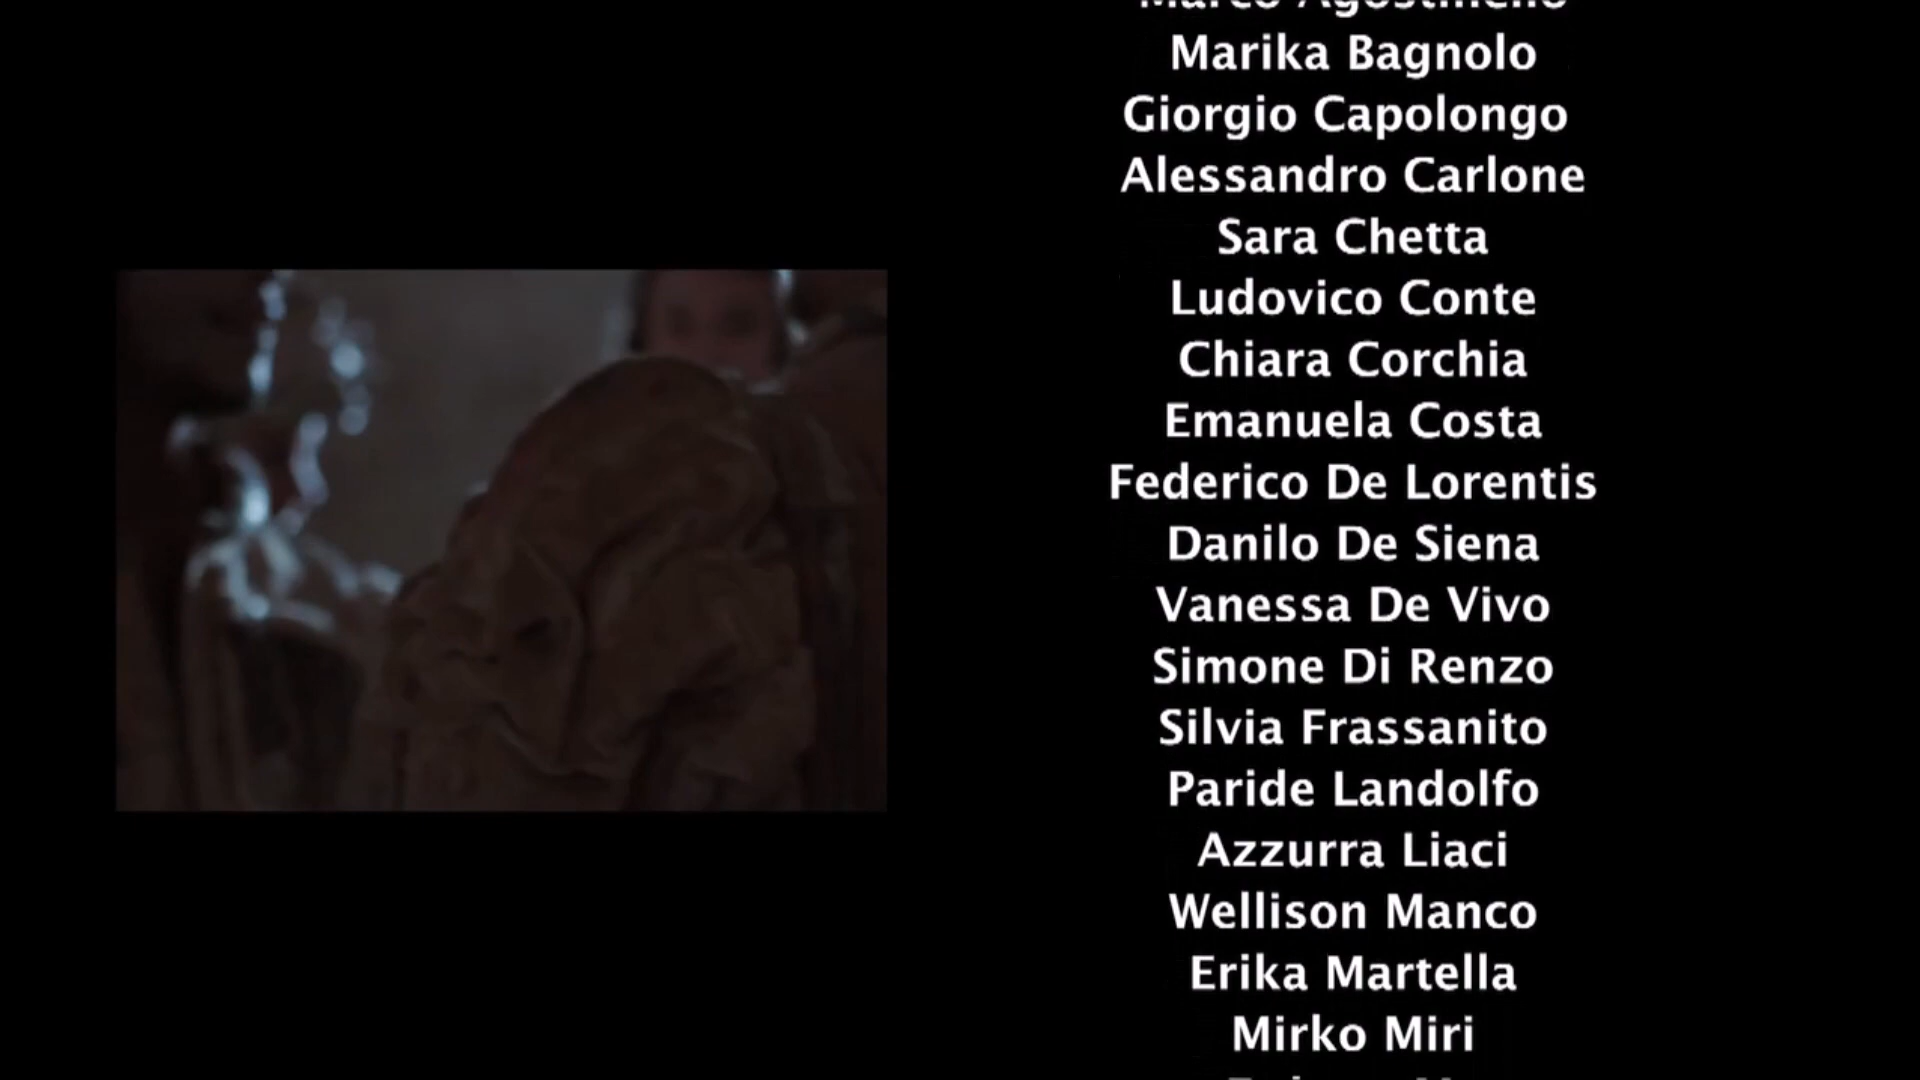 Marika Bagnolo
Giorgio Capolongo
Alessandro Carlone
Sara Chetta
Ludovico Conte
Chiara Corchia
Emanuela Costa
Federico De Lorentis
Danilo De Siena
Vanessa De Vivo
Simone Di Renzo
Silvia Frassanito
Paride Landolfo
Azzurra Liaci
Wellison Manco
Erika Martella
Mirko Miri